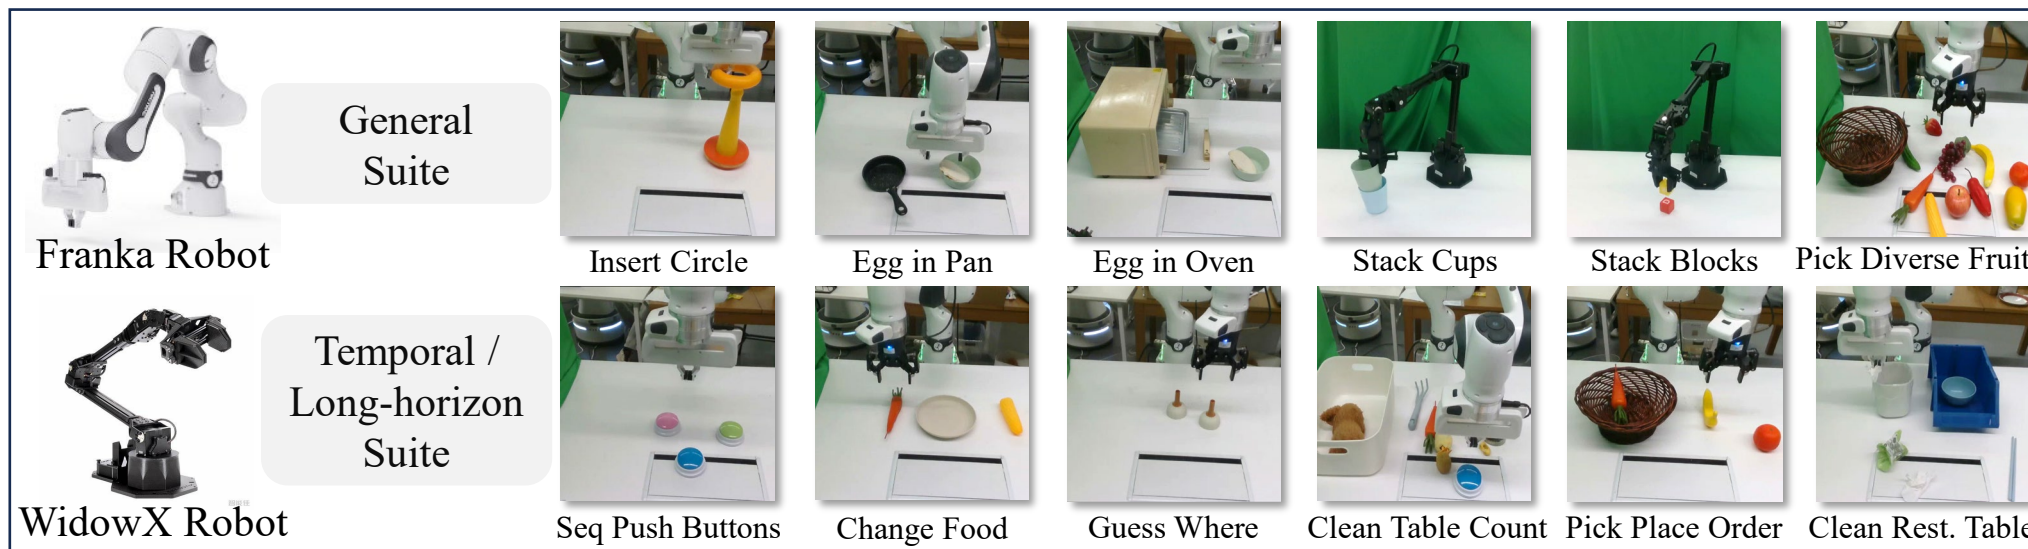 General
Suite
Franka Robot
Insert Circle
Egg in Pan
Egg in Oven
Stack Cups
Stack Blocks
Pick Diverse Fruit
Temporal /
Long-horizon
Suite
WidowX Robot
Seq Push Buttons
Change Food
Guess Where
Clean Table Count
Pick Place Order
Clean Rest. Table